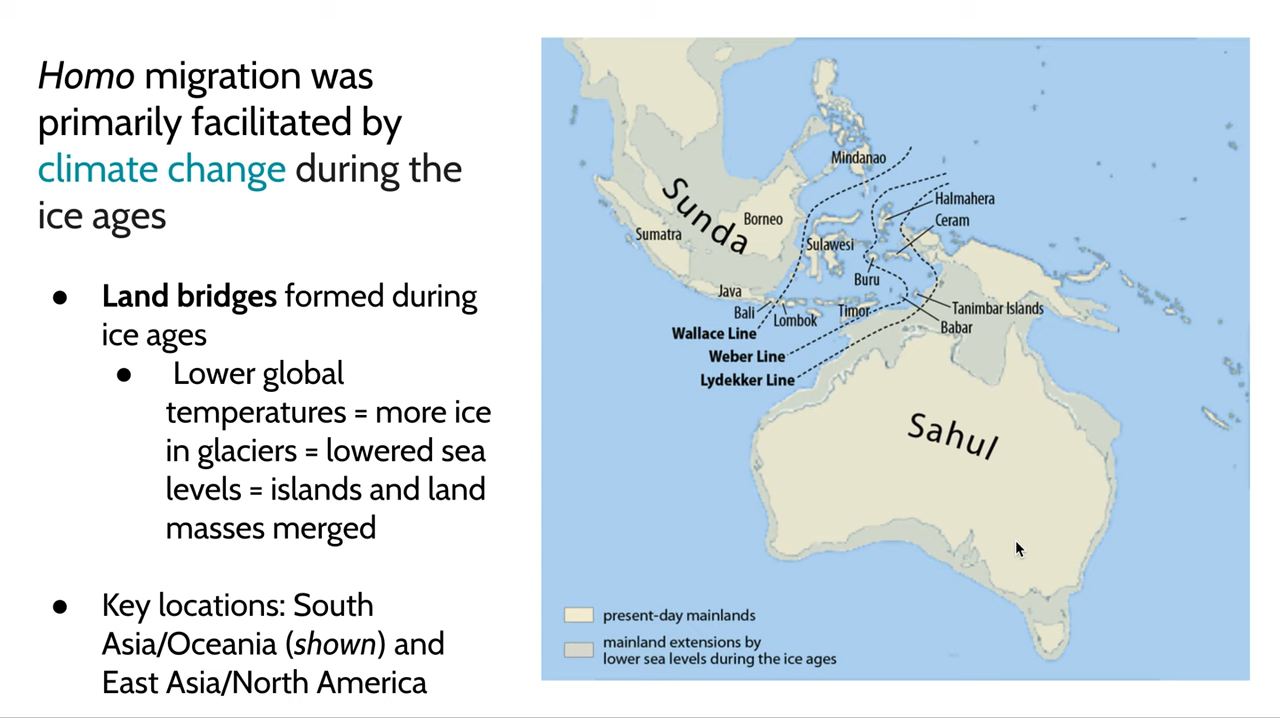 Homo migration was
primarily facilitated by
climate change during the
ice ages
● Land bridges formed during
ice ages
● Lower global
temperatures = more ice
in glaciers = lowered sea
levels = islands and land
masses merged
● Key locations: South
Asia/Oceania (shown) and
East Asia/North America
Mindanao
Halmahera
Ceram
Sunda
Borneo
Sumatra
Sulawesi
Buru
Java
Bali
Lombok
Timor
Tanimbar Islands
Babar
Wallace Line
Weber Line
Lydekker Line
Sahul
present-day mainlands
mainland extensions by
lower sea levels during the ice ages